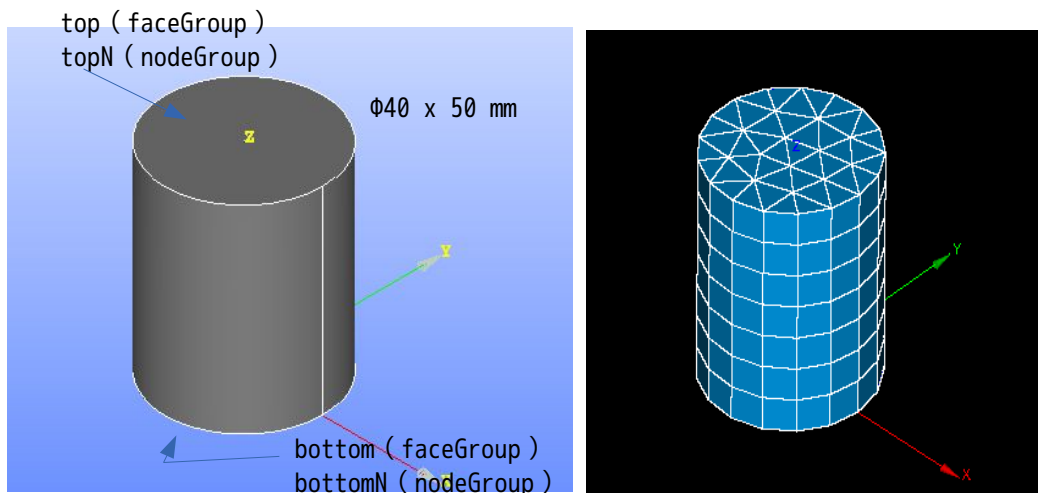 top（faceGroup）
topN（nodeGroup）
Φ40 x 50 mm
Z
Y
bottom（faceGroup）
bottomN（nodeGroup）
X
Z
Y
X